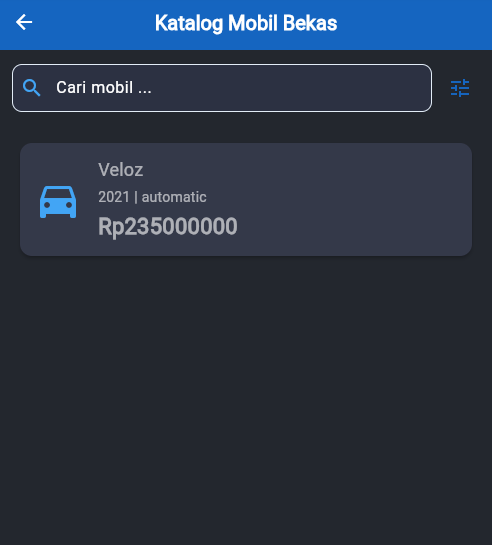 Katalog Mobil Bekas
Cari mobil ...
Veloz
2021 | automatic
Rp235000000